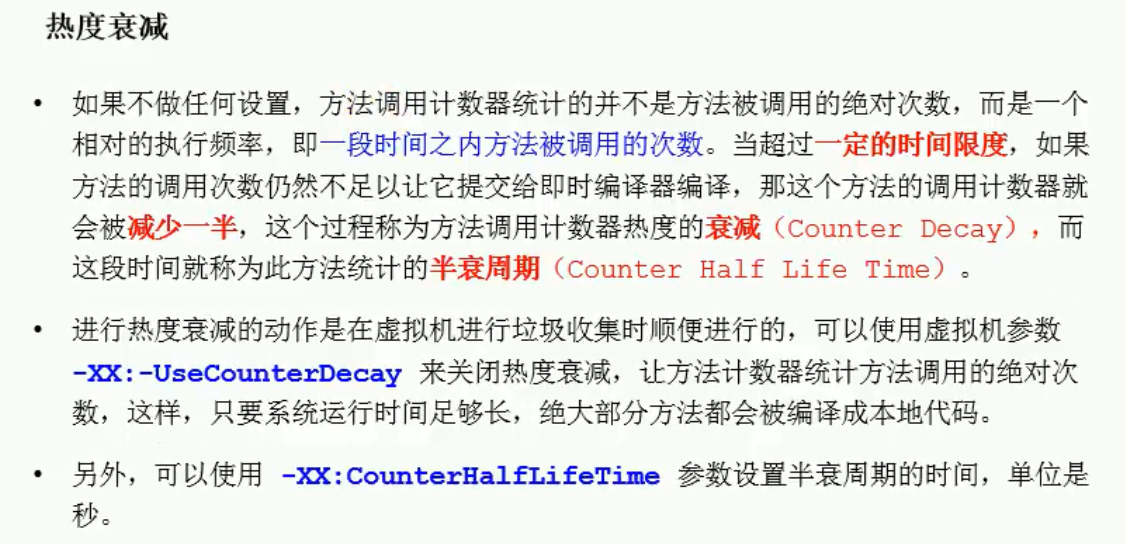 热度衰减
• 如果不做任何设置，方法调用计数器统计的并不是方法被调用的绝对次数，而是一个
相对的执行频率，即一段时间之内方法被调用的次数。当超过一定的时间限度，如果
方法的调用次数仍然不足以让它提交给即时编译器编译，那这个方法的调用计数器就
会被减少一半，这个过程称为方法调用计数器热度的衰减（Counter Decay），而
这段时间就称为此方法统计的半衰周期（Counter Half Life Time）。
• 进行热度衰减的动作是在虚拟机进行垃圾收集时顺便进行的，可以使用虚拟机参数
-XX:-UseCounterDecay 来关闭热度衰减，让方法计数器统计方法调用的绝对次
数，这样，只要系统运行时间足够长，绝大部分方法都会被编译成本地代码。
• 另外，可以使用 -XX:CounterHalfLifeTime 参数设置半衰周期的时间，单位是
秒。